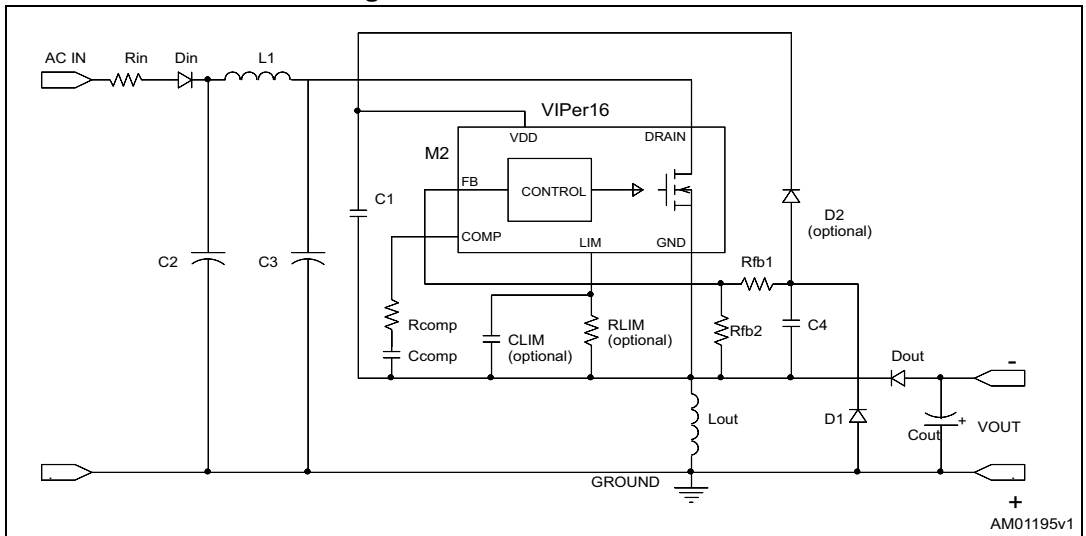 AC IN
Rin
Din
L1
VIPer16
VDD
DRAIN
M2
FB
CONTROL
C1
D2
(optional)
COMP
LIM
GND
C2
C3
Rfb1
Rcomp
CLIM
(optional)
RLIM
(optional)
Rfb2
C4
Ccomp
Dout
-
Lout
D1
Cout
+
VOUT
GROUND
+
AM01195v1